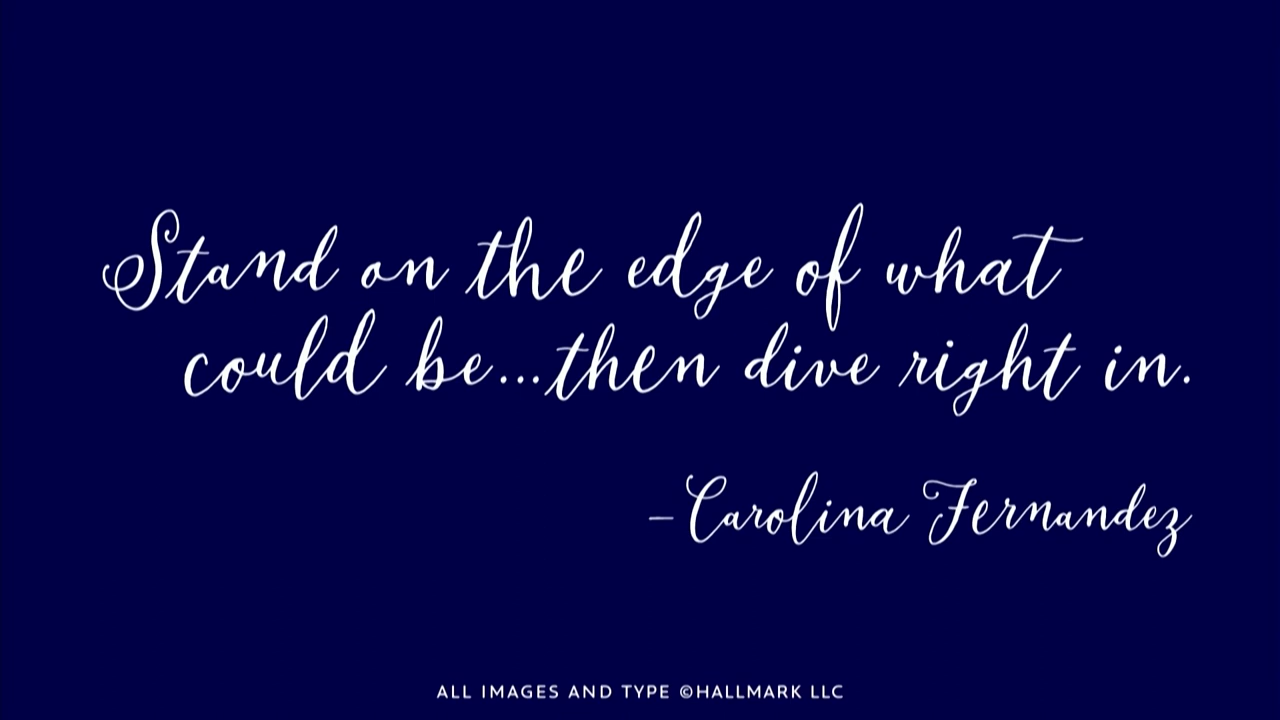 Stand on the edge of what
could be...then dive right in.
– Carolina Fernandez
ALL IMAGES AND TYPE ©HALLMARK LLC